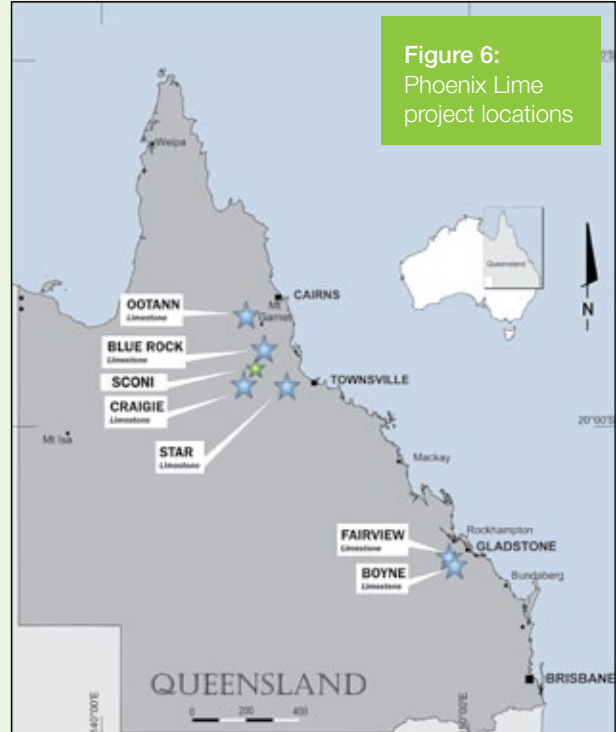 Figure 6:
Phoenix Lime
project locations
Weipa
Queensland
N
CAIRNS
Mt
Garnet
OOTANN
Limestone
BLUE ROCK
Limestone
SCONI
CRAIGIE
Limestone
TOWNSVILLE
20°00'S
STAR
Limestone
Mt Isa
Mackay
Rockhampton
FAIRVIEW
Limestone
GLADSTONE
BOYNE
Limestone
Bundaberg
QUEENSLAND
BRISBANE
0 200 400
140°00'E